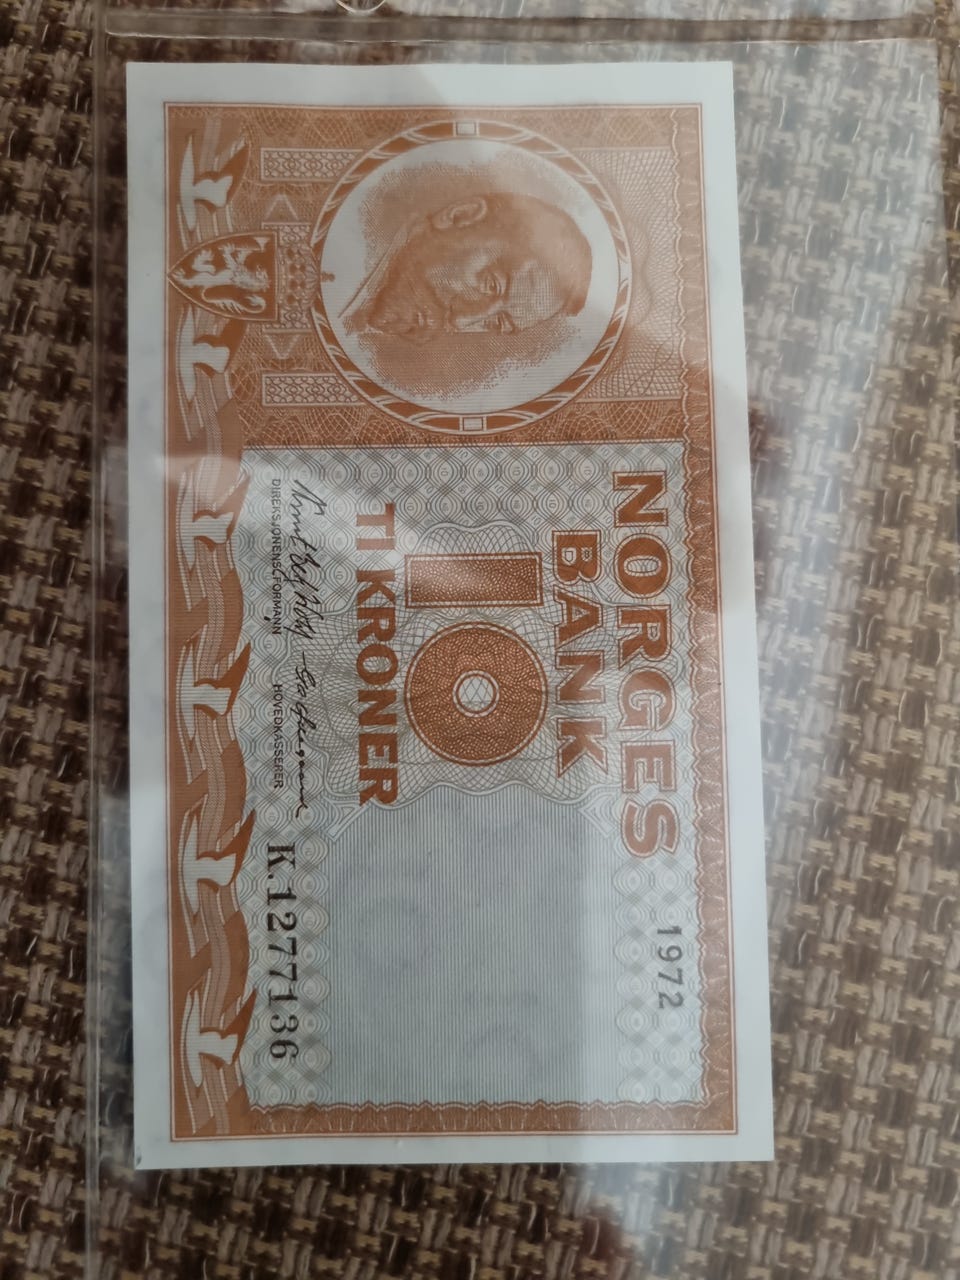 NORGES 1972
BANK
10
TI KRONER
DIREKSJONENS FORMANN HOVEDKASSERER
K.1277136